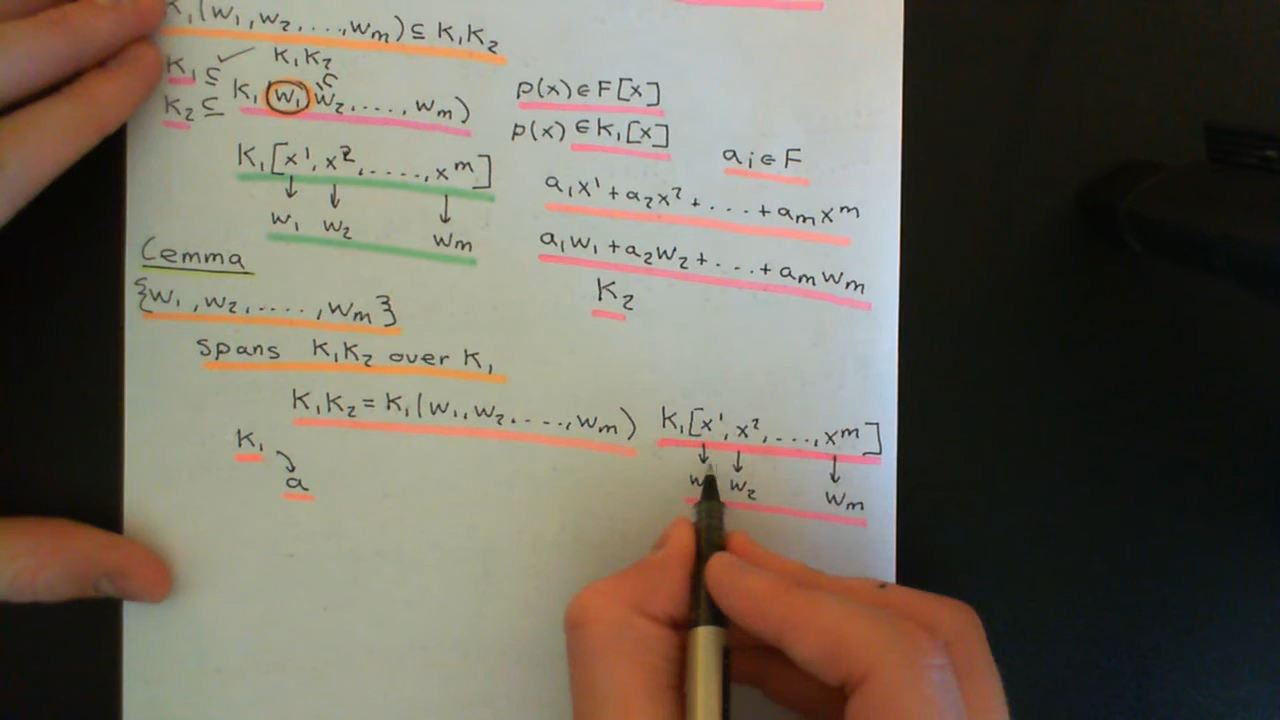 K₁(w₁, w₂, ..., wₘ) ⊆ K₁K₂
K₁ ⊆ ✓ K₁K₂
⊆
K₂ ⊆ K₁(w₁, w₂, ...., wₘ)
p(x) ∈ F[x]
p(x) ∈ K₁[x]
aᵢ ∈ F
K₁[x¹, x², ....., xᵐ]
↓ ↓ ↓
w₁ w₂ wₘ
a₁x¹ + a₂x² + ... + aₘxᵐ
a₁w₁ + a₂w₂ + ... + aₘwₘ
K₂
Lemma
{w₁, w₂, ...., wₘ}
spans K₁K₂ over K₁
K₁K₂ = K₁(w₁, w₂, ...., wₘ)
K₁[x¹, x², ...., xᵐ]
↓ ↓ ↓
w w₂ wₘ
K₁
a